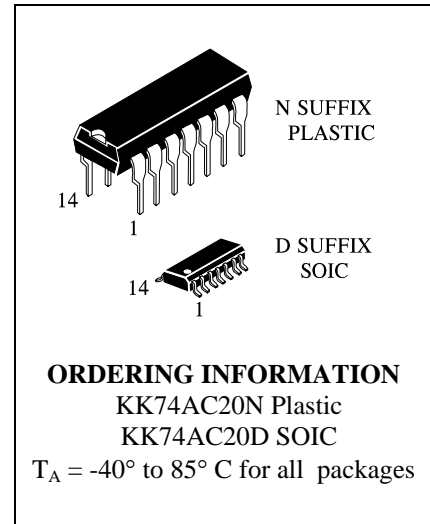 N SUFFIX
PLASTIC
14
1
D SUFFIX
SOIC
14
1
ORDERING INFORMATION
KK74AC20N Plastic
KK74AC20D SOIC
TA = -40° to 85° C for all packages